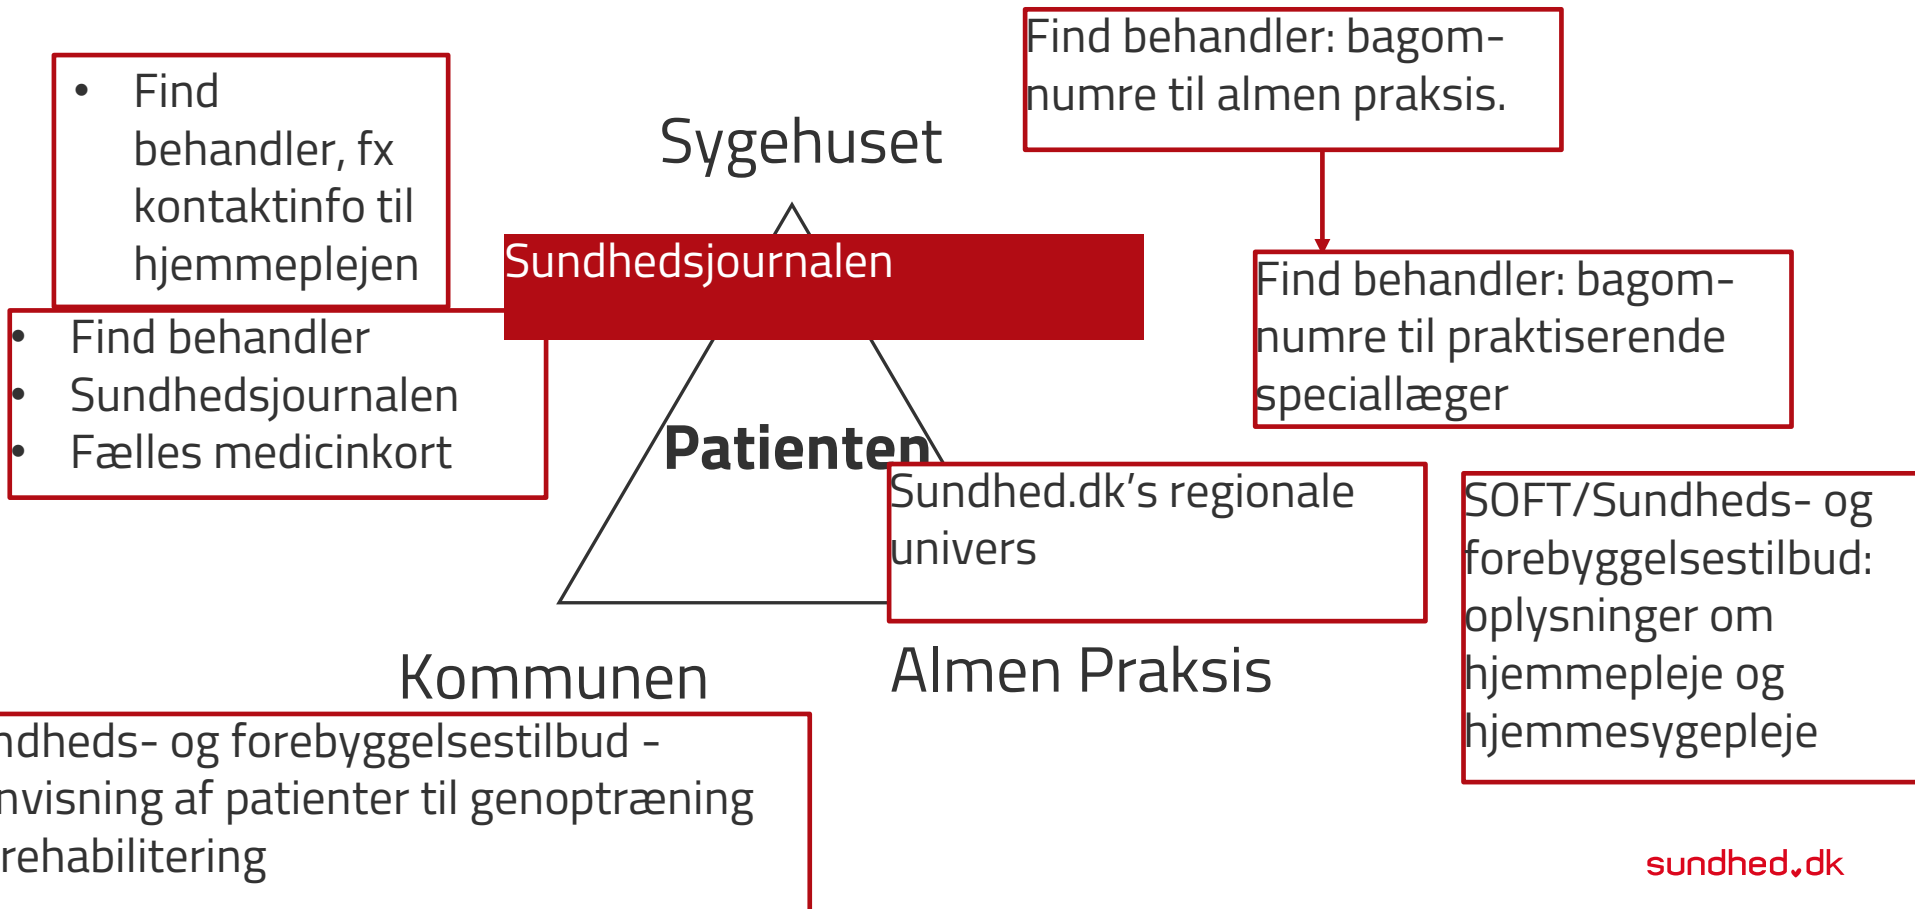 Find behandler: bagom-
numre til almen praksis.
• Find
behandler, fx
kontaktinfo til
hjemmeplejen
Sygehuset
Sundhedsjournalen
Find behandler: bagom-
numre til praktiserende
speciallæger
• Find behandler
• Sundhedsjournalen
• Fælles medicinkort
Patienten
Sundhed.dk’s regionale
univers
SOFT/Sundheds- og
forebyggelsestilbud:
oplysninger om
hjemmepleje og
hjemmesygepleje
Kommunen
Almen Praksis
ndheds- og forebyggelsestilbud -
nvisning af patienter til genoptræning
rehabilitering
sundhed.dk